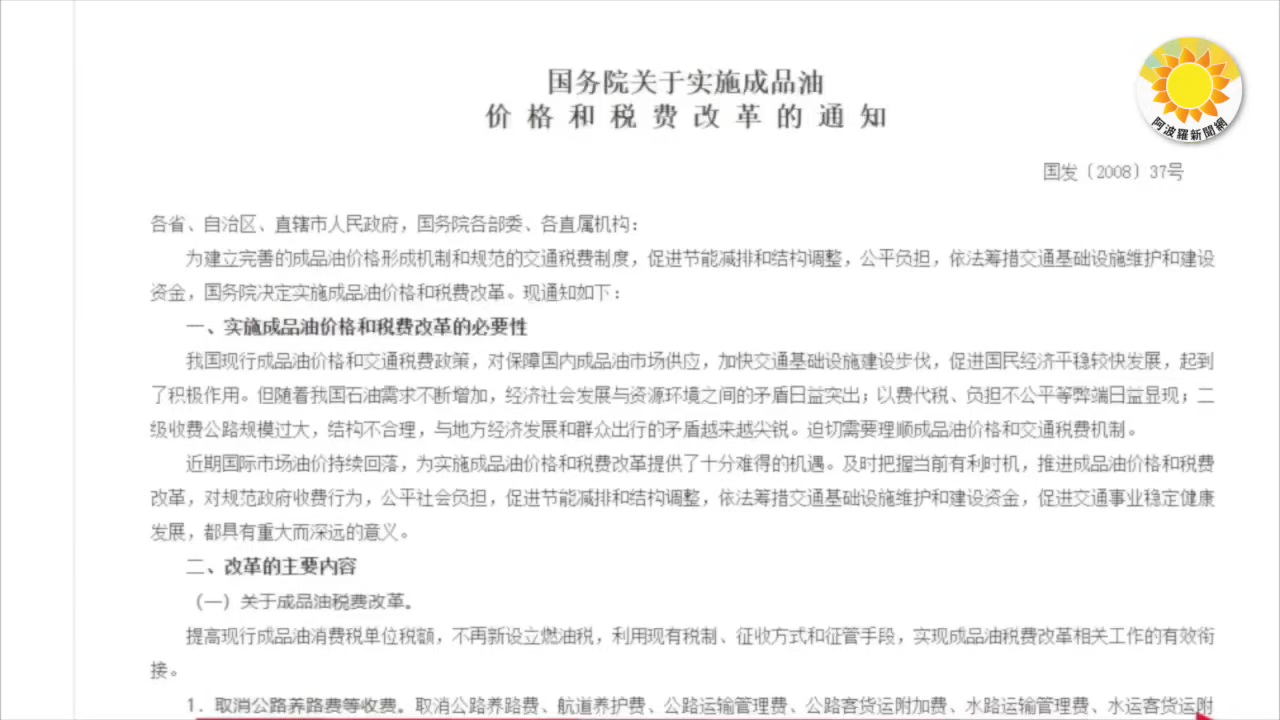 国务院关于实施成品油
价格和税费改革的通知
阿波羅新聞網
国发〔2008〕37号
各省、自治区、直辖市人民政府，国务院各部委、各直属机构：
为建立完善的成品油价格形成机制和规范的交通税费制度，促进节能减排和结构调整，公平负担，依法筹措交通基础设施维护和建设
资金，国务院决定实施成品油价格和税费改革。现通知如下：
一、实施成品油价格和税费改革的必要性
我国现行成品油价格和交通税费政策，对保障国内成品油市场供应，加快交通基础设施建设步伐，促进国民经济平稳较快发展，起到
了积极作用。但随着我国石油需求不断增加，经济社会发展与资源环境之间的矛盾日益突出；以费代税、负担不公平等弊端日益显现；二
级收费公路规模过大，结构不合理，与地方经济发展和群众出行的矛盾越来越尖锐。迫切需要理顺成品油价格和交通税费机制。
近期国际市场油价持续回落，为实施成品油价格和税费改革提供了十分难得的机遇。及时把握当前有利时机，推进成品油价格和税费
改革，对规范政府收费行为，公平社会负担，促进节能减排和结构调整，依法筹措交通基础设施维护和建设资金，促进交通事业稳定健康
发展，都具有重大而深远的意义。
二、改革的主要内容
（一）关于成品油税费改革。
提高现行成品油消费税单位税额，不再新设立燃油税，利用现有税制、征收方式和征管手段，实现成品油税费改革相关工作的有效衔
接。
1．取消公路养路费等收费。取消公路养路费、航道养护费、公路运输管理费、公路客货运附加费、水路运输管理费、水运客货运附